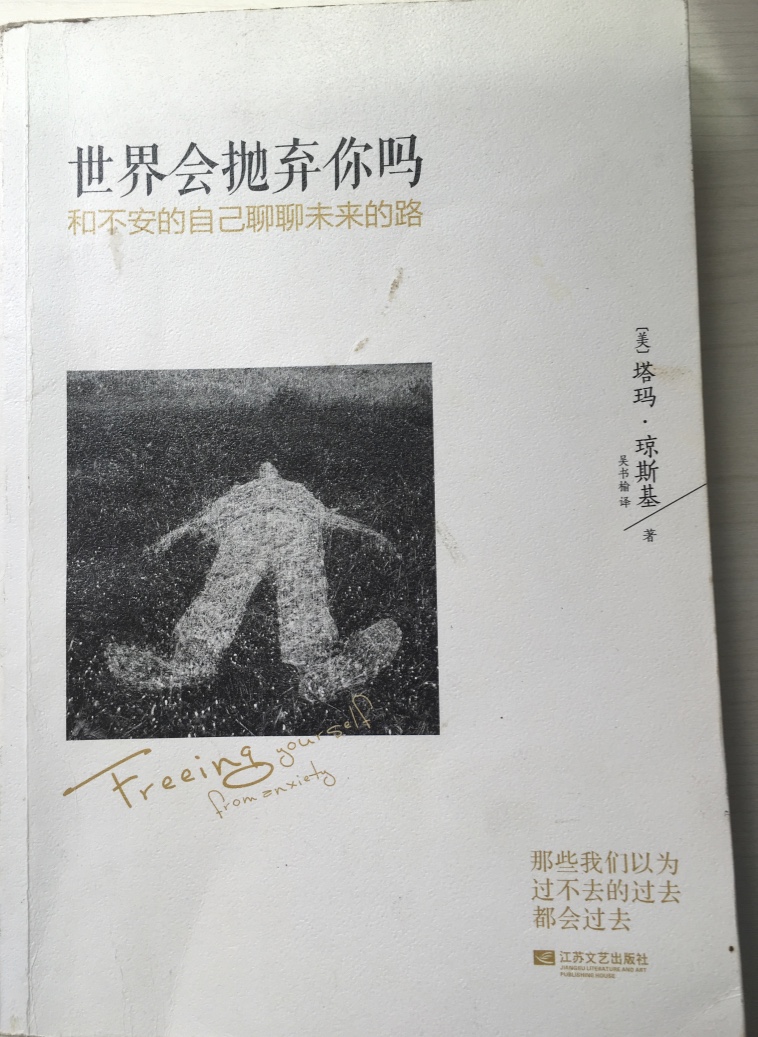 世界会抛弃你吗
和不安的自己聊聊未来的路
[美]塔玛·琼斯基 著
吴书榆 译
Freeing yourself
from anxiety
那些我们以为
过不去的过去
都会过去
江苏文艺出版社
JIANGSU LITERATURE AND ART
PUBLISHING HOUSE